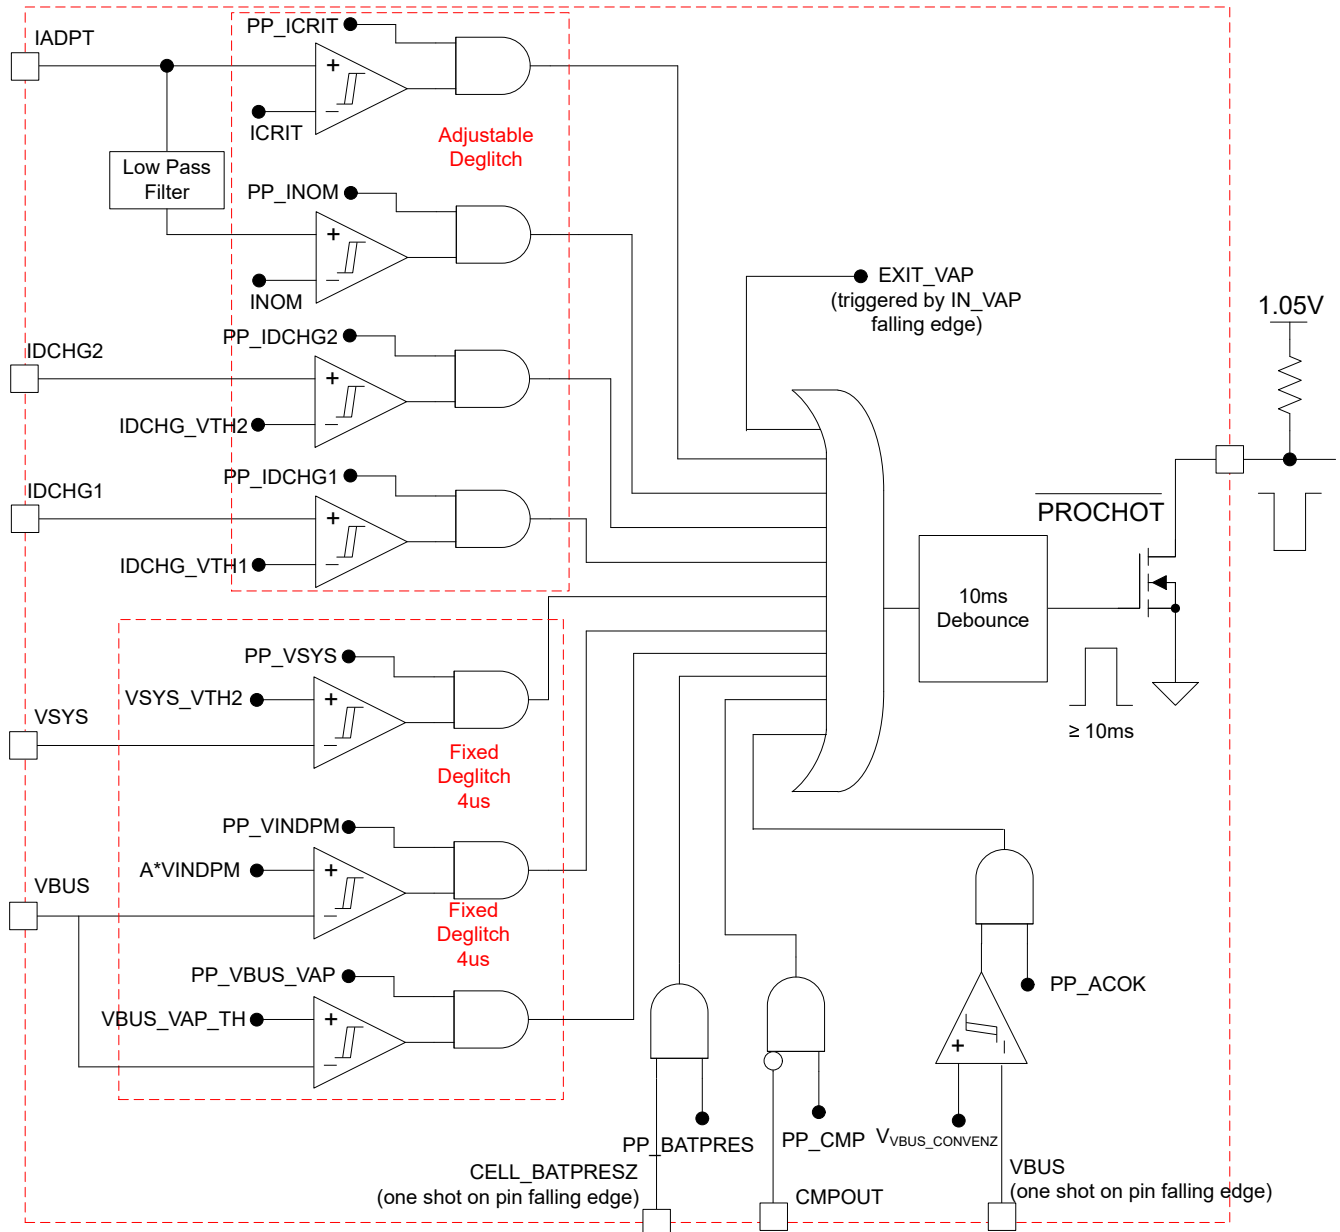 PP_ICRIT
IADPT
+
−
ICRIT
Adjustable
Deglitch
Low Pass
Filter
PP_INOM
+
−
INOM
EXIT_VAP
(triggered by IN_VAP
falling edge)
1.05V
PP_IDCHG2
IDCHG2
+
−
IDCHG_VTH2
PP_IDCHG1
IDCHG1
+
−
IDCHG_VTH1
PROCHOT
10ms
Debounce
≥ 10ms
PP_VSYS
VSYS_VTH2
+
VSYS
−
Fixed
Deglitch
4us
PP_VINDPM
A*VINDPM
+
VBUS
−
Fixed
Deglitch
4us
PP_VBUS_VAP
VBUS_VAP_TH
+
−
PP_ACOK
+
−
PP_BATPRES
PP_CMP
VVBUS_CONVENZ
CELL_BATPRESZ
(one shot on pin falling edge)
CMPOUT
VBUS
(one shot on pin falling edge)